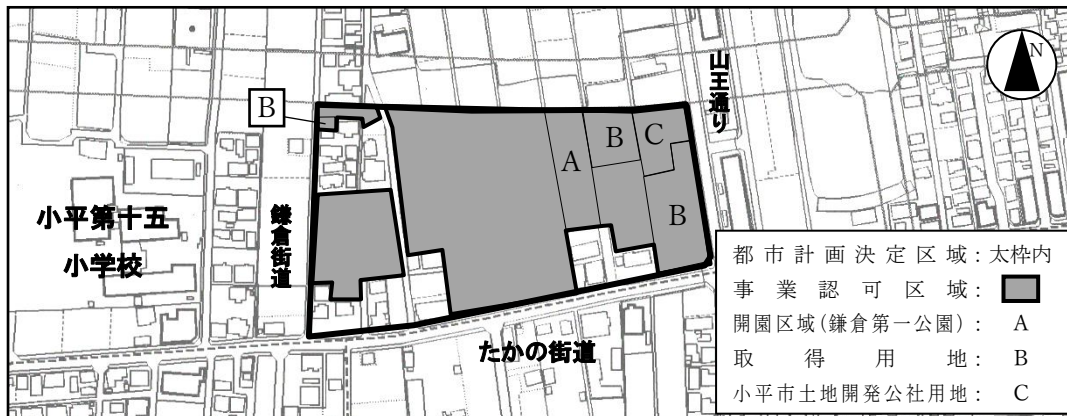 N
山王通り
B
B
C
A
B
小平第十五
小学校
鎌倉街道
たかの街道
都市計画決定区域：太枠内
事業認可区域：
開園区域(鎌倉第一公園)： A
取得用地： B
小平市土地開発公社用地： C